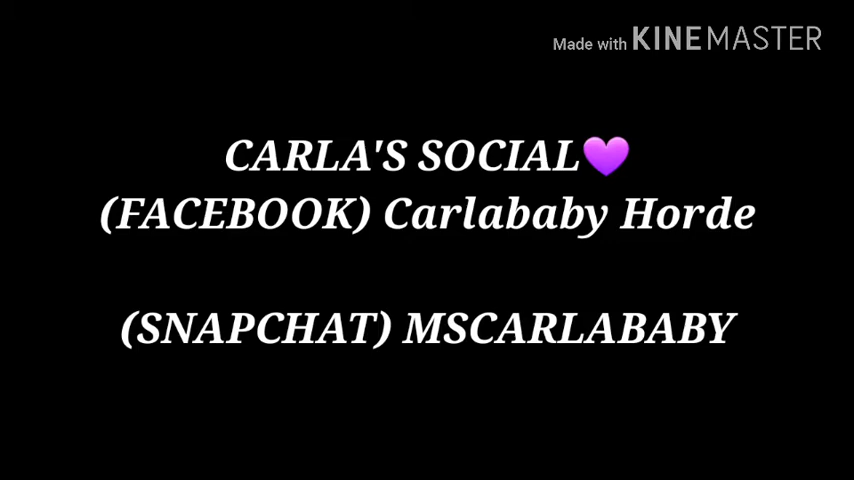 Made with KINEMASTER
CARLA'S SOCIAL💜
(FACEBOOK) Carlababy Horde
(SNAPCHAT) MSCARLABABY